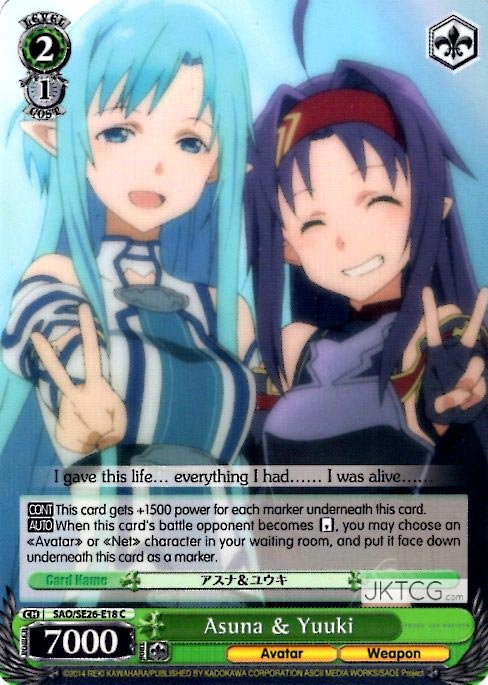 LEVEL
2
1
COST
I gave this life... everything I had...... I was alive......
CONT This card gets +1500 power for each marker underneath this card.
AUTO When this card's battle opponent becomes , you may choose an
«Avatar» or «Net» character in your waiting room, and put it face down
underneath this card as a marker.
Card Name アスナ&ユウキ
JKTCG.com
CH SAO/SE26-E18 C
POWER 7000 SOUL
Asuna & Yuuki
Avatar Weapon
©2014 REKI KAWAHARA/PUBLISHED BY KADOKAWA CORPORATION ASCII MEDIA WORKS/SAOⅡ Project